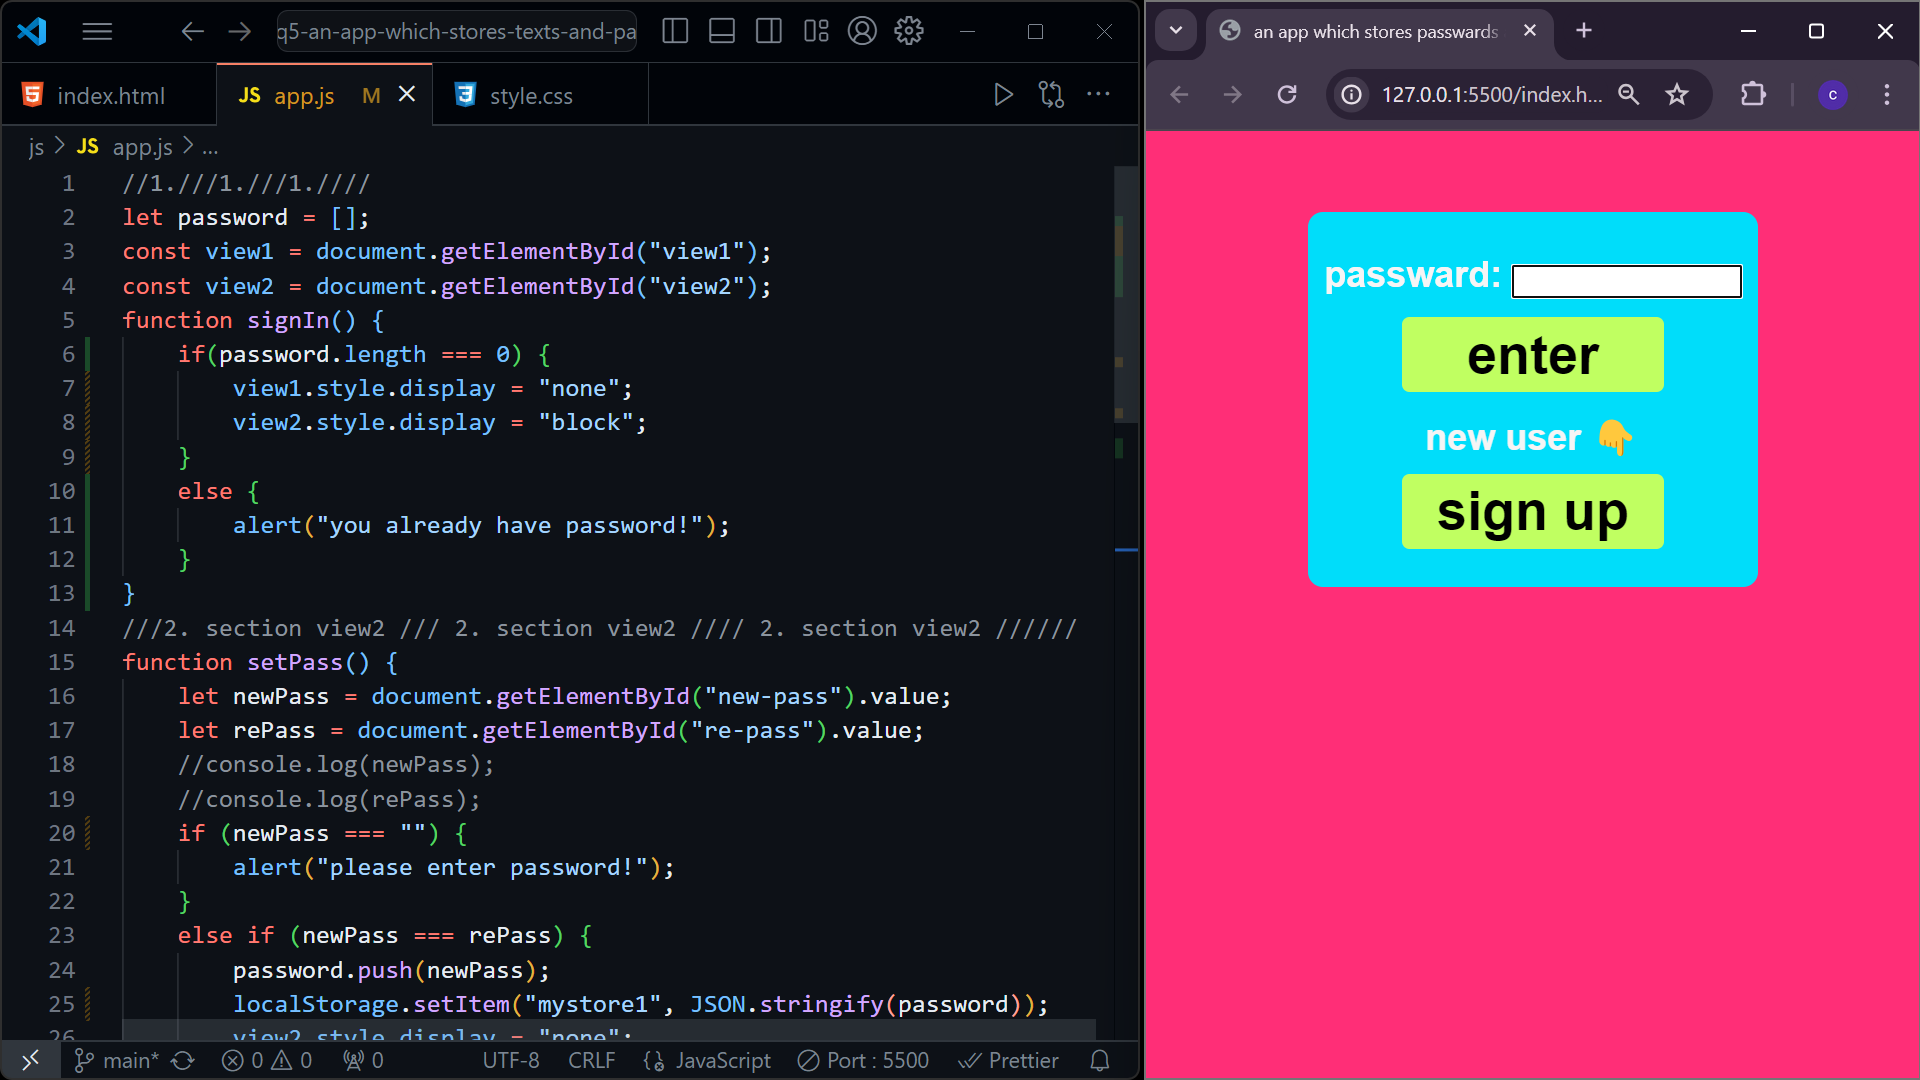 q5-an-app-which-stores-texts-and-pa
index.html
JS app.js M
style.css
js > JS app.js > ...
1 //1.///1.///1.////
2 let password = [];
3 const view1 = document.getElementById("view1");
4 const view2 = document.getElementById("view2");
5 function signIn() {
6 if(password.length === 0) {
7 view1.style.display = "none";
8 view2.style.display = "block";
9 }
10 else {
11 alert("you already have password!");
12 }
13 }
14 ///2. section view2 /// 2. section view2 //// 2. section view2 //////
15 function setPass() {
16 let newPass = document.getElementById("new-pass").value;
17 let rePass = document.getElementById("re-pass").value;
18 //console.log(newPass);
19 //console.log(rePass);
20 if (newPass === "") {
21 alert("please enter password!");
22 }
23 else if (newPass === rePass) {
24 password.push(newPass);
25 localStorage.setItem("mystore1", JSON.stringify(password));
26 view2.style.display = "none";
main* 0 0 0 UTF-8 CRLF JavaScript Port : 5500 Prettier
an app which stores passwards
127.0.0.1:5500/index.h...
c
passward:
enter
new user 👇
sign up